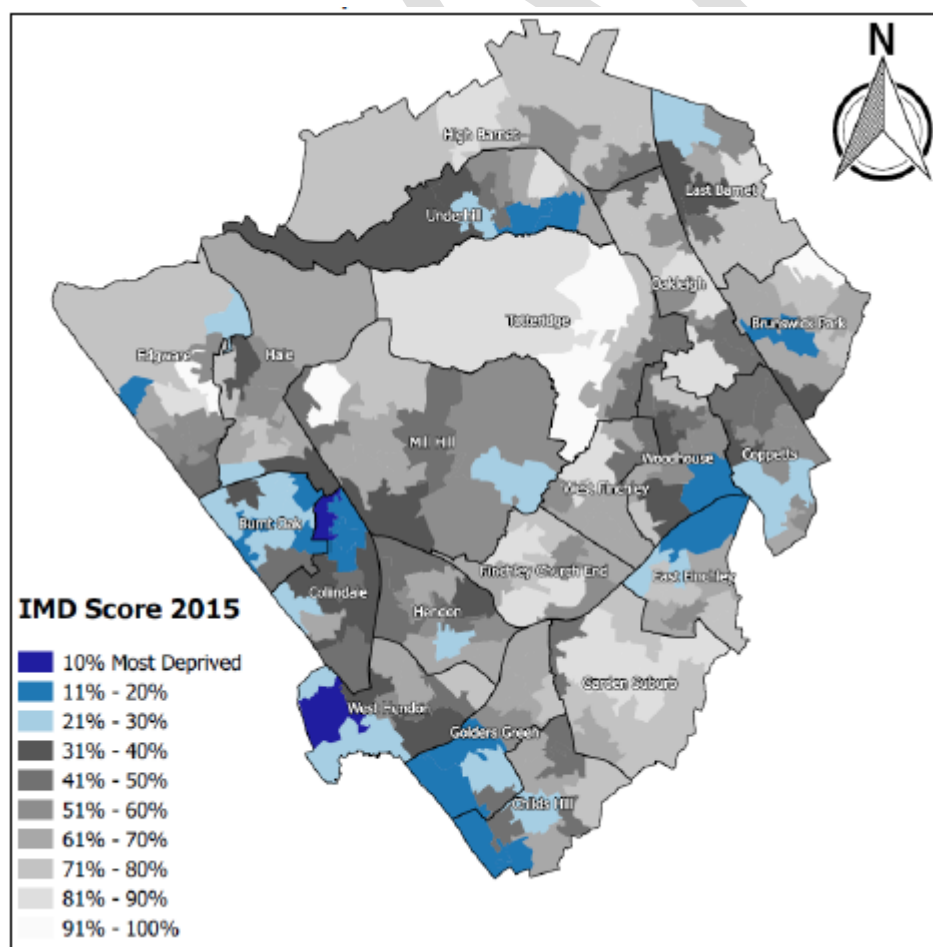 N
High Barnet
East Barnet
Underhill
Oakleigh
Totteridge
Brunswick Park
Edgware
Hale
Mill Hill
Woodhouse
Coppetts
West Finchley
Burnt Oak
Finchley Church End
East Finchley
Colindale
Hendon
IMD Score 2015
Garden Suburb
West Hendon
Golders Green
Childs Hill
10% Most Deprived
11% - 20%
21% - 30%
31% - 40%
41% - 50%
51% - 60%
61% - 70%
71% - 80%
81% - 90%
91% - 100%